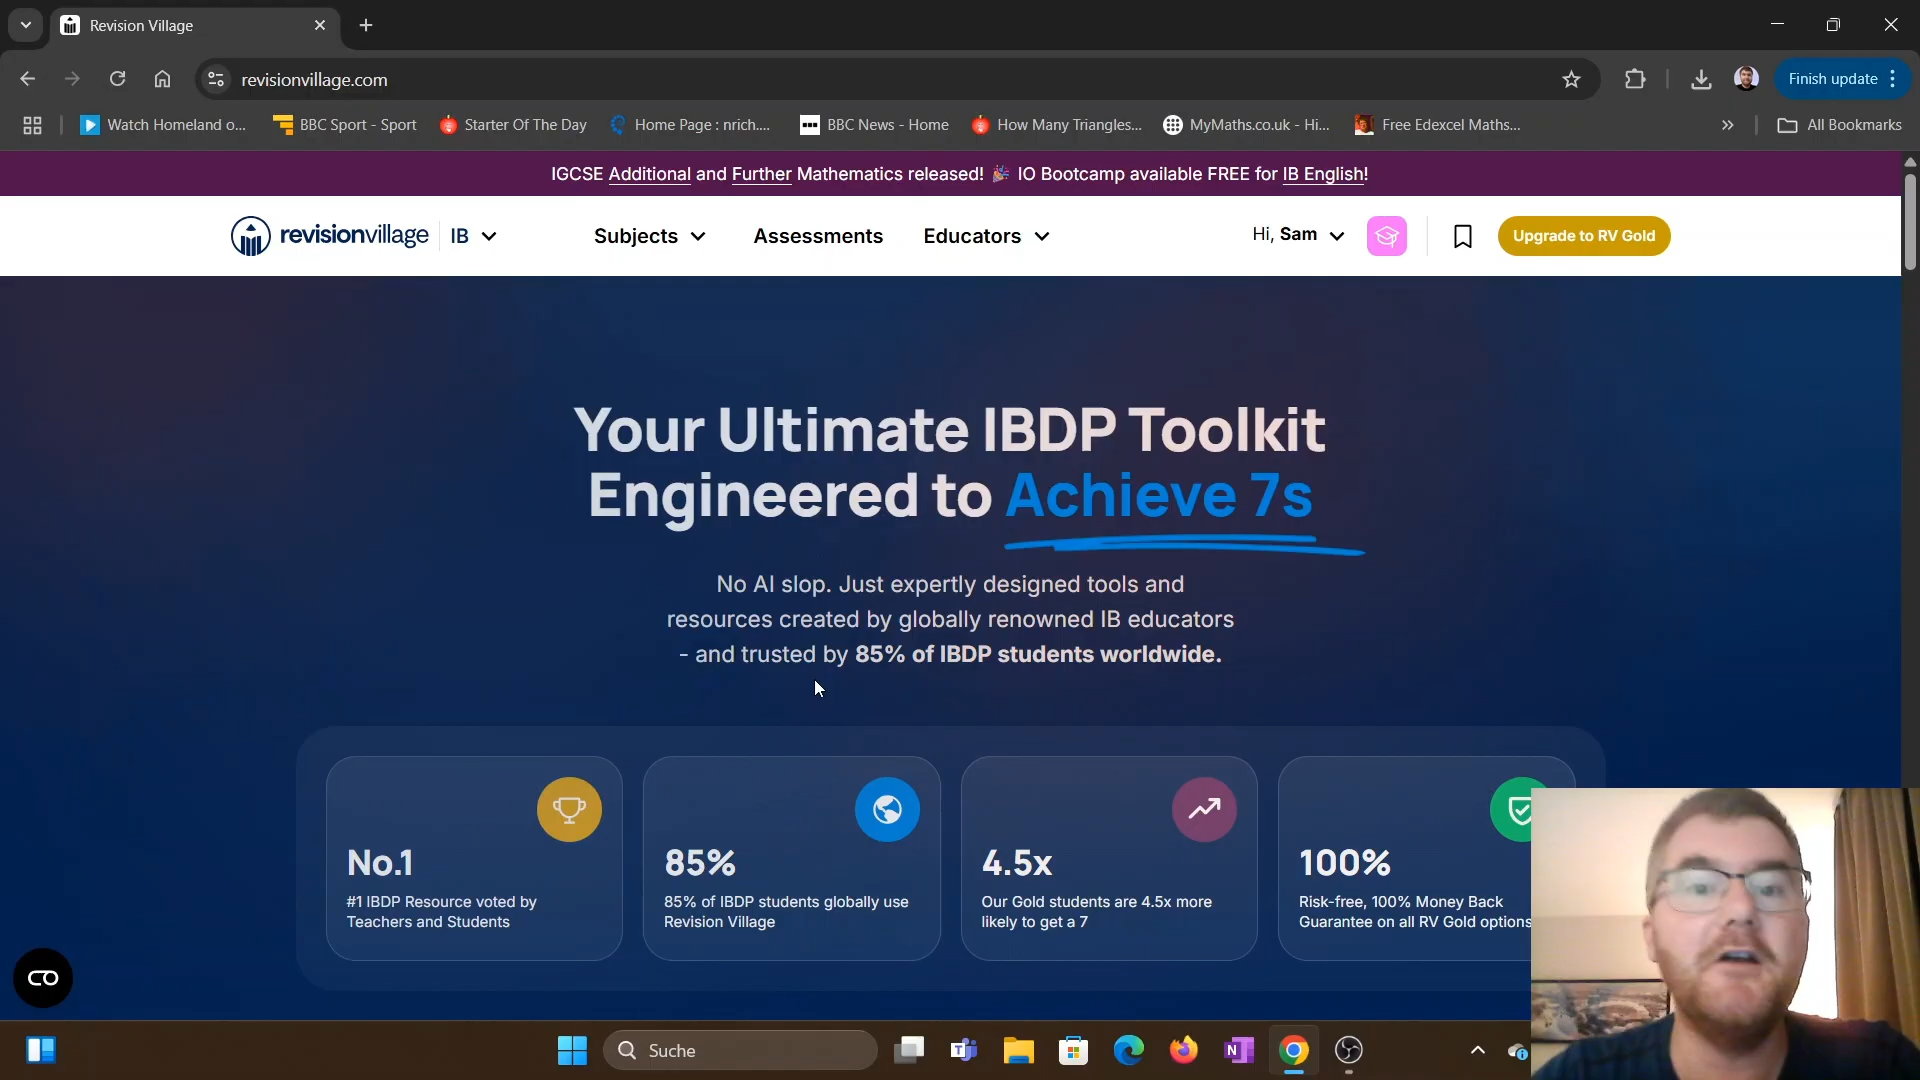 Revision Village
revisionvillage.com
Finish update
Watch Homeland o...
BBC Sport - Sport
Starter Of The Day
Home Page : nrich....
BBC News - Home
How Many Triangles...
MyMaths.co.uk - Hi...
Free Edexcel Maths...
All Bookmarks
IGCSE Additional and Further Mathematics released! 🎉 IO Bootcamp available FREE for IB English!
revisionvillage
IB
Subjects
Assessments
Educators
Hi, Sam
Upgrade to RV Gold
Your Ultimate IBDP Toolkit
Engineered to Achieve 7s
No AI slop. Just expertly designed tools and
resources created by globally renowned IB educators
- and trusted by 85% of IBDP students worldwide.
No.1
#1 IBDP Resource voted by
Teachers and Students
85%
85% of IBDP students globally use
Revision Village
4.5x
Our Gold students are 4.5x more
likely to get a 7
100%
Risk-free, 100% Money Back
Guarantee on all RV Gold options
Suche